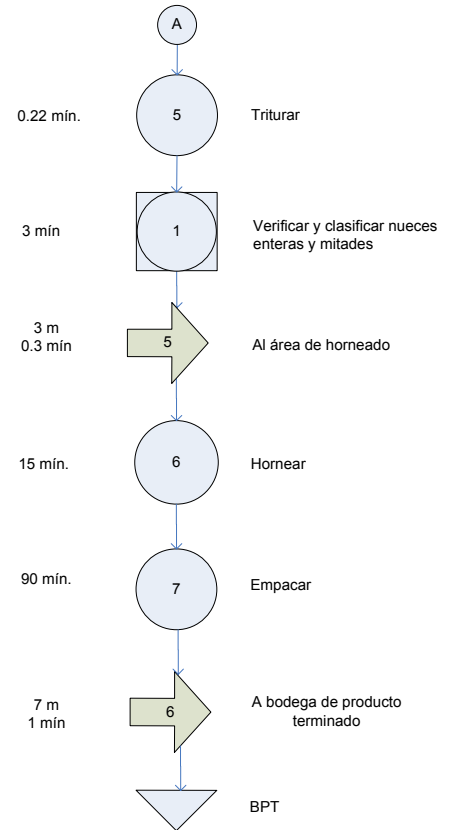 A
0.22 mín.
5
Triturar
3 mín
1
Verificar y clasificar nueces
enteras y mitades
3 m
0.3 mín
5
Al área de horneado
15 mín.
6
Hornear
90 mín.
7
Empacar
7 m
1 mín
6
A bodega de producto
terminado
BPT